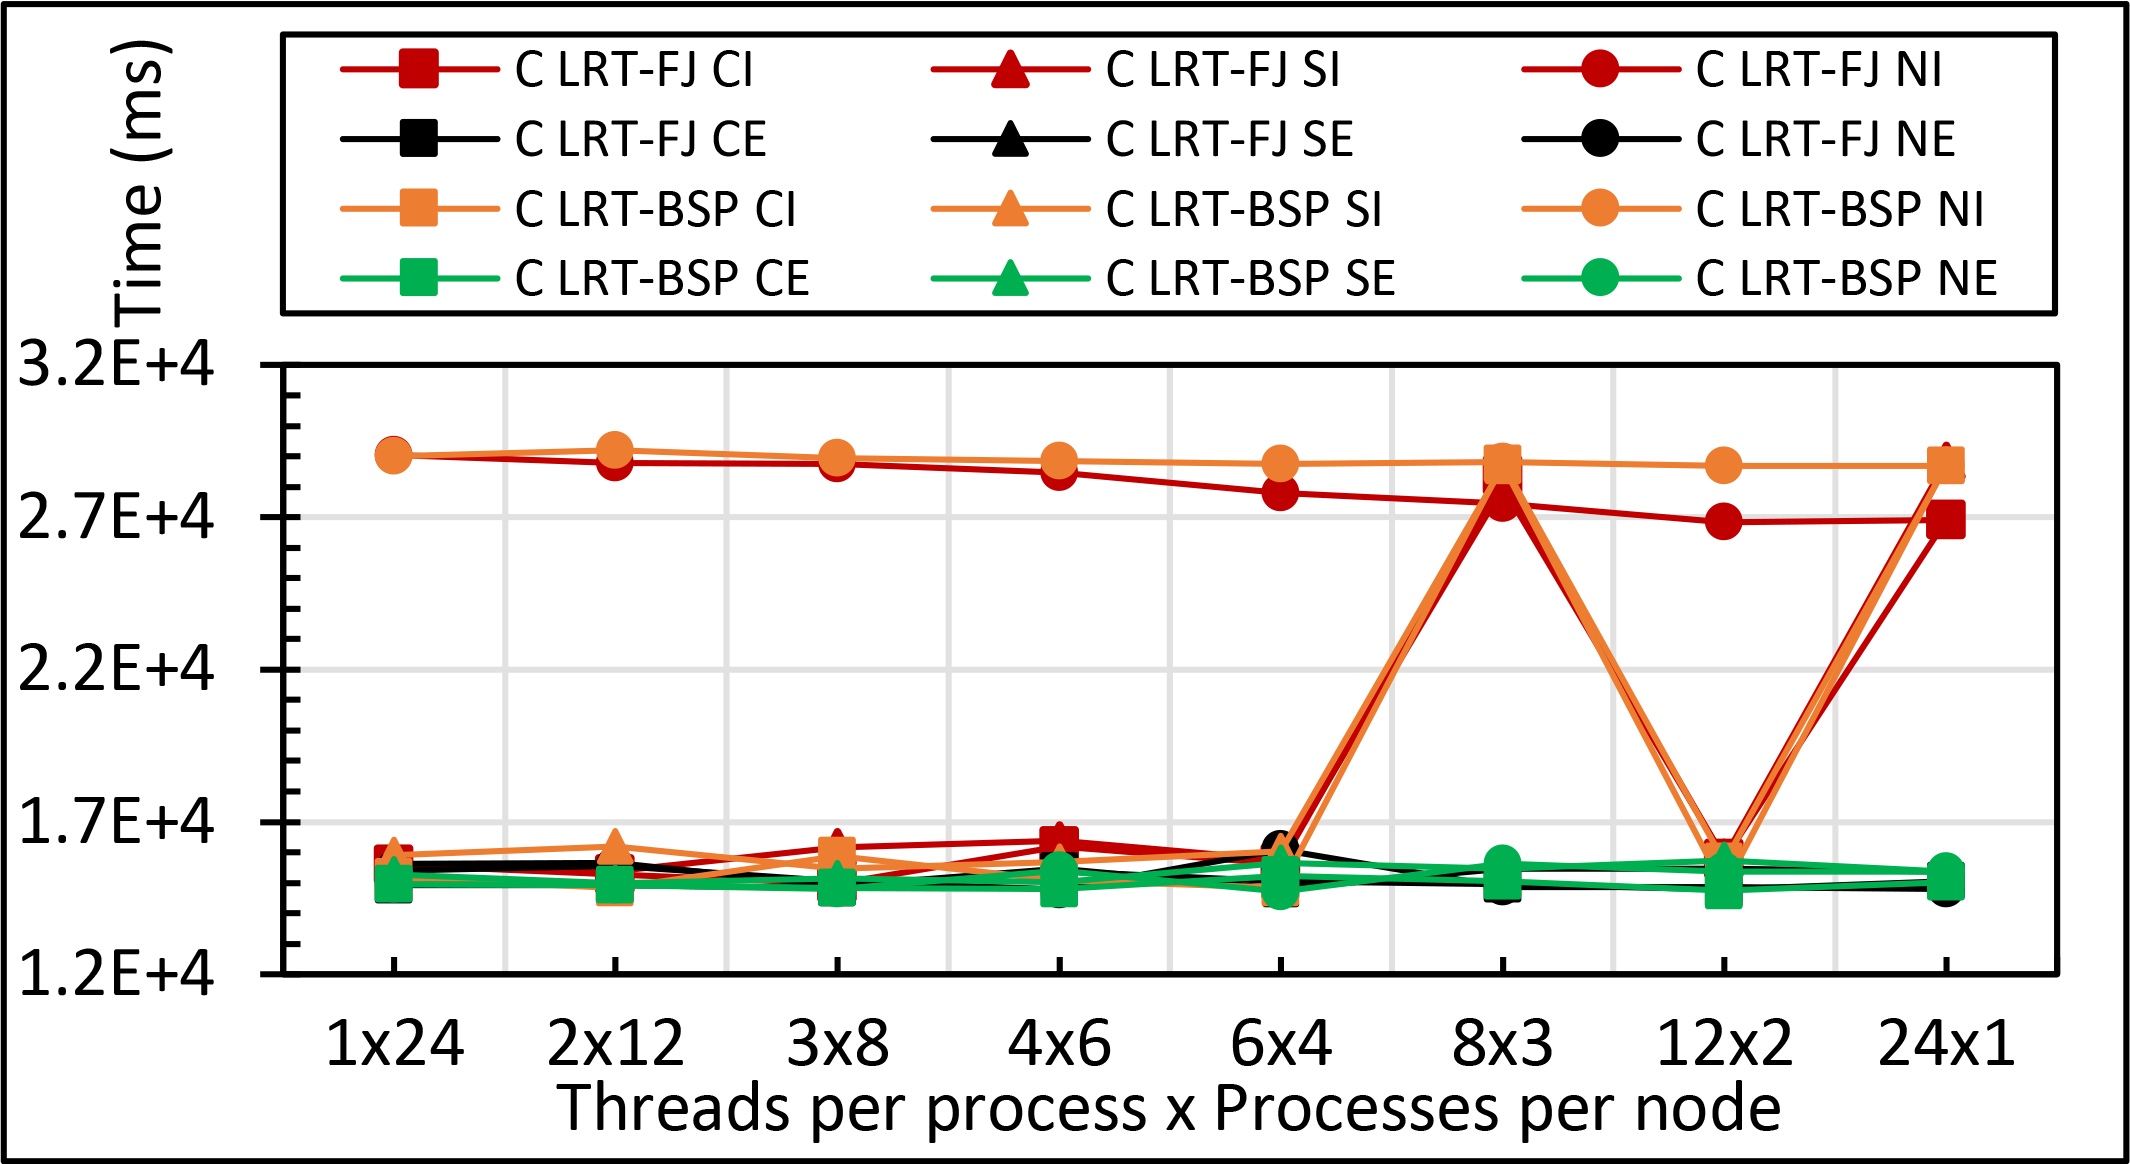 Time (ms)
C LRT-FJ CI C LRT-FJ SI C LRT-FJ NI
C LRT-FJ CE C LRT-FJ SE C LRT-FJ NE
C LRT-BSP CI C LRT-BSP SI C LRT-BSP NI
C LRT-BSP CE C LRT-BSP SE C LRT-BSP NE
3.2E+4
2.7E+4
2.2E+4
1.7E+4
1.2E+4
1x24 2x12 3x8 4x6 6x4 8x3 12x2 24x1
Threads per process x Processes per node